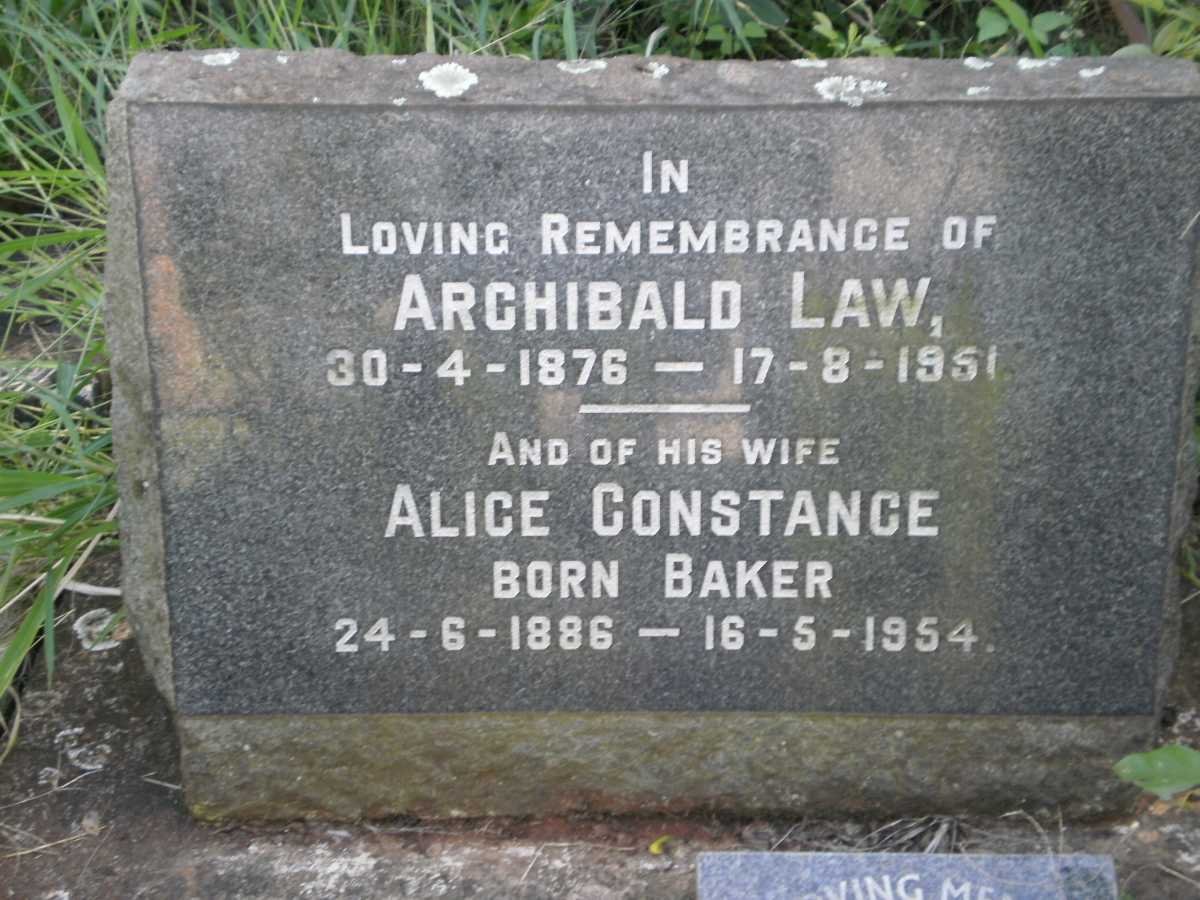 IN
LOVING REMEMBRANCE OF
ARCHIBALD LAW,
30-4-1876 — 17-8-1951
AND OF HIS WIFE
ALICE CONSTANCE
BORN BAKER
24-6-1886 — 16-5-1954.